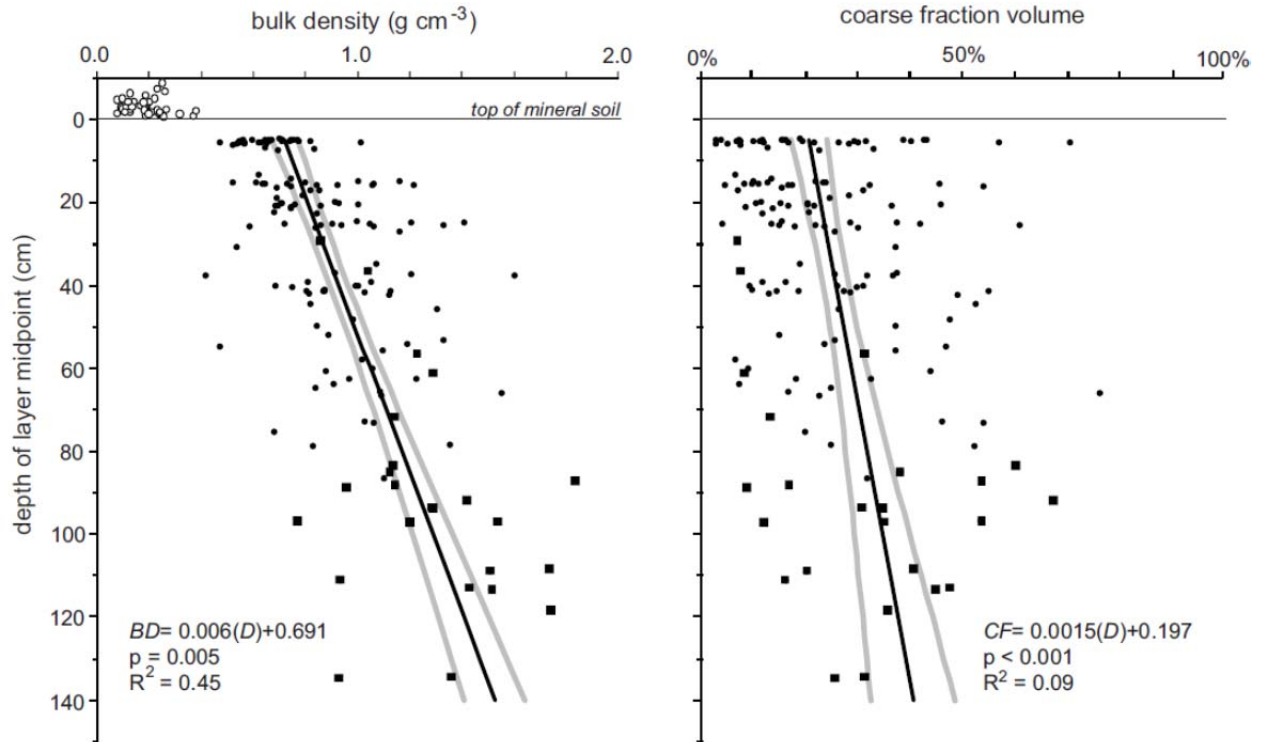 bulk density (g cm-3)
0.0 1.0 2.0
top of mineral soil
depth of layer midpoint (cm)
0
20
40
60
80
100
120
140
BD= 0.006(D)+0.691
p = 0.005
R2 = 0.45
coarse fraction volume
0% 50% 100%
CF= 0.0015(D)+0.197
p < 0.001
R2 = 0.09